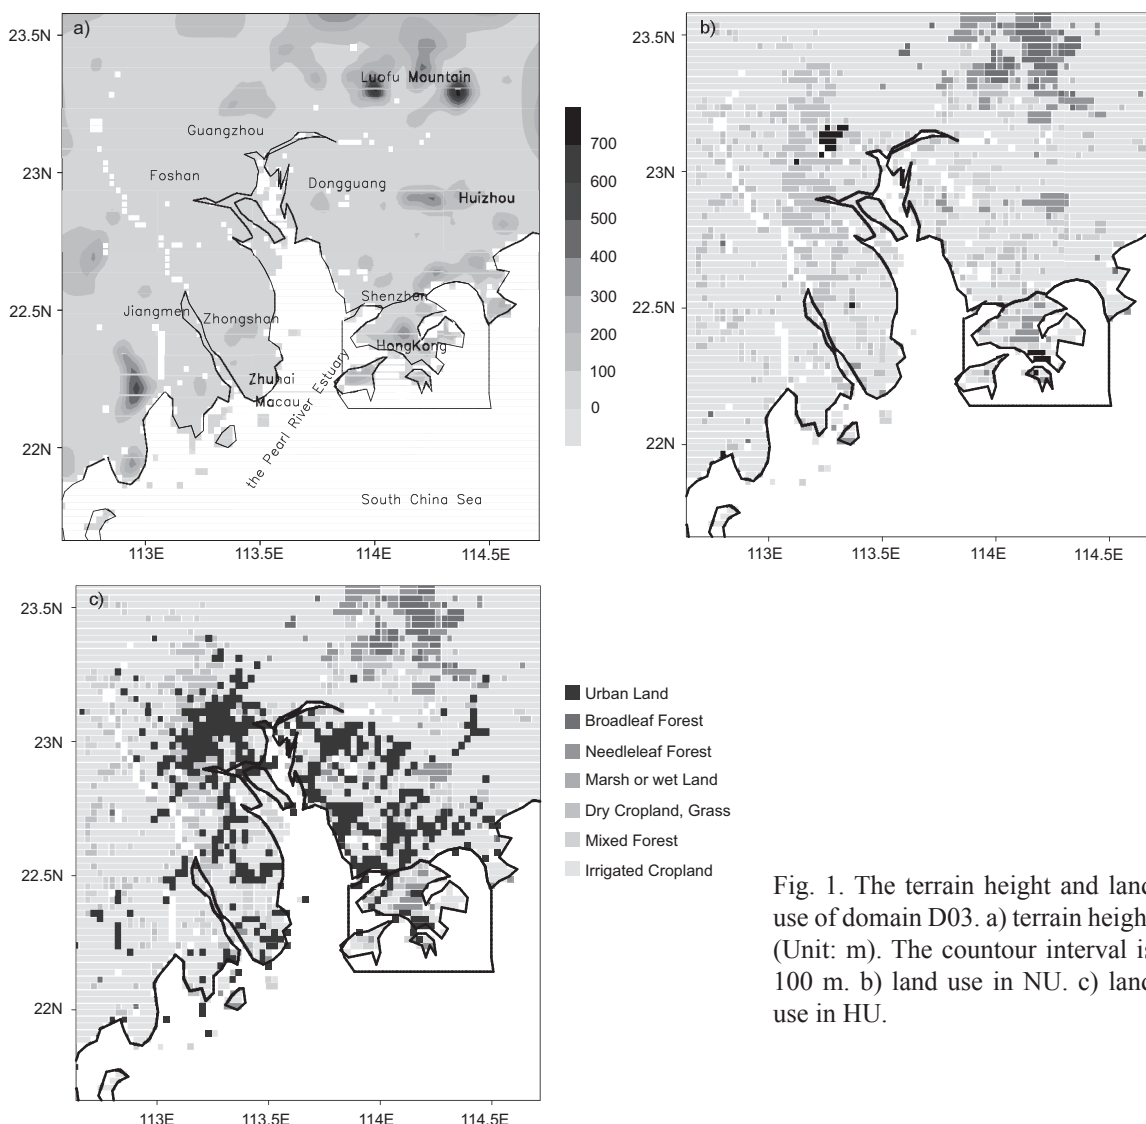 a)
23.5N
Luofu Mountain
Guangzhou
23N
Foshan
Dongguang
Huizhou
22.5N
Shenzhen
Jiangmen
Zhongshan
HongKong
Zhuhai
Macau
the Pearl River Estuary
22N
South China Sea
113E 113.5E 114E 114.5E
700
600
500
400
300
200
100
0
b)
23.5N
23N
22.5N
22N
113E 113.5E 114E 114.5E
c)
23.5N
23N
22.5N
22N
113E 113.5E 114E 114.5E
Urban Land
Broadleaf Forest
Needleleaf Forest
Marsh or wet Land
Dry Cropland, Grass
Mixed Forest
Irrigated Cropland
Fig. 1. The terrain height and land
use of domain D03. a) terrain height
(Unit: m). The countour interval is
100 m. b) land use in NU. c) land
use in HU.